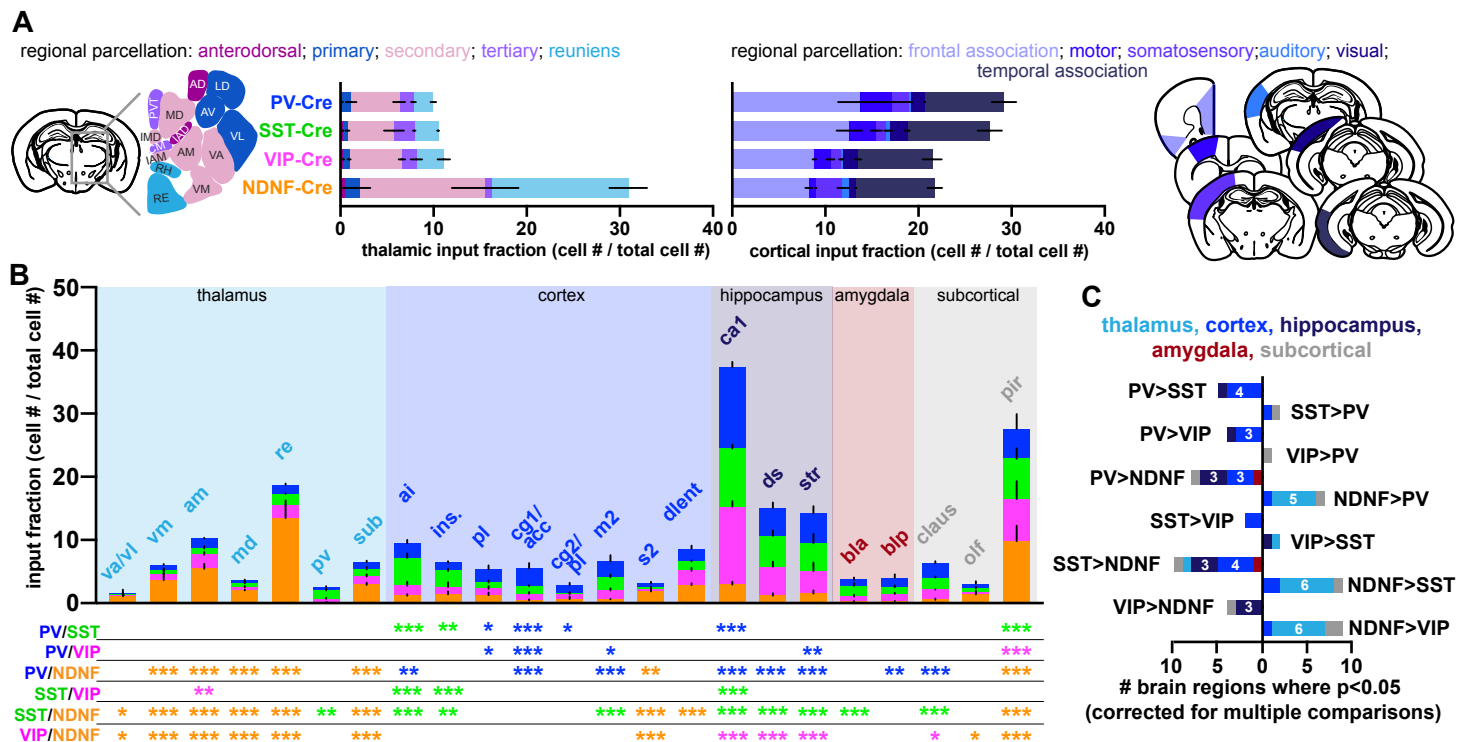 A
regional parcellation: anterodorsal; primary; secondary; tertiary; reuniens
AD
LD
PVT
MD
AV
IMD
IAD
VL
CM
IAM
AM
VA
RH
RE
VM
PV-Cre
SST-Cre
VIP-Cre
NDNF-Cre
0 10 20 30 40
thalamic input fraction (cell # / total cell #)
regional parcellation: frontal association; motor; somatosensory;auditory; visual;
temporal association
0 10 20 30 40
cortical input fraction (cell # / total cell #)
B
input fraction (cell # / total cell #)
50
40
30
20
10
0
thalamus cortex hippocampus amygdala subcortical
va/vl
vm
am
md
re
pv
sub
ai
ins.
pl
cg1/
acc
cg2/
pl
m2
s2
dlent
ca1
ds
str
bla
blp
claus
olf
pir
PV/SST *** ** * *** * *** ***
PV/VIP * *** * ** ***
PV/NDNF *** *** *** *** *** ** *** *** ** *** *** *** ** *** ***
SST/VIP ** *** *** ***
SST/NDNF * *** *** *** *** ** *** *** ** *** *** *** *** *** *** *** *** ***
VIP/NDNF * *** *** *** *** *** *** *** *** *** * * ***
C
thalamus, cortex, hippocampus,
amygdala, subcortical
PV>SST 4
SST>PV
PV>VIP 3
VIP>PV
PV>NDNF 3 3
5 NDNF>PV
SST>VIP
VIP>SST
SST>NDNF 3 4
6 NDNF>SST
VIP>NDNF 3
6 NDNF>VIP
10 5 0 5 10
# brain regions where p<0.05
(corrected for multiple comparisons)